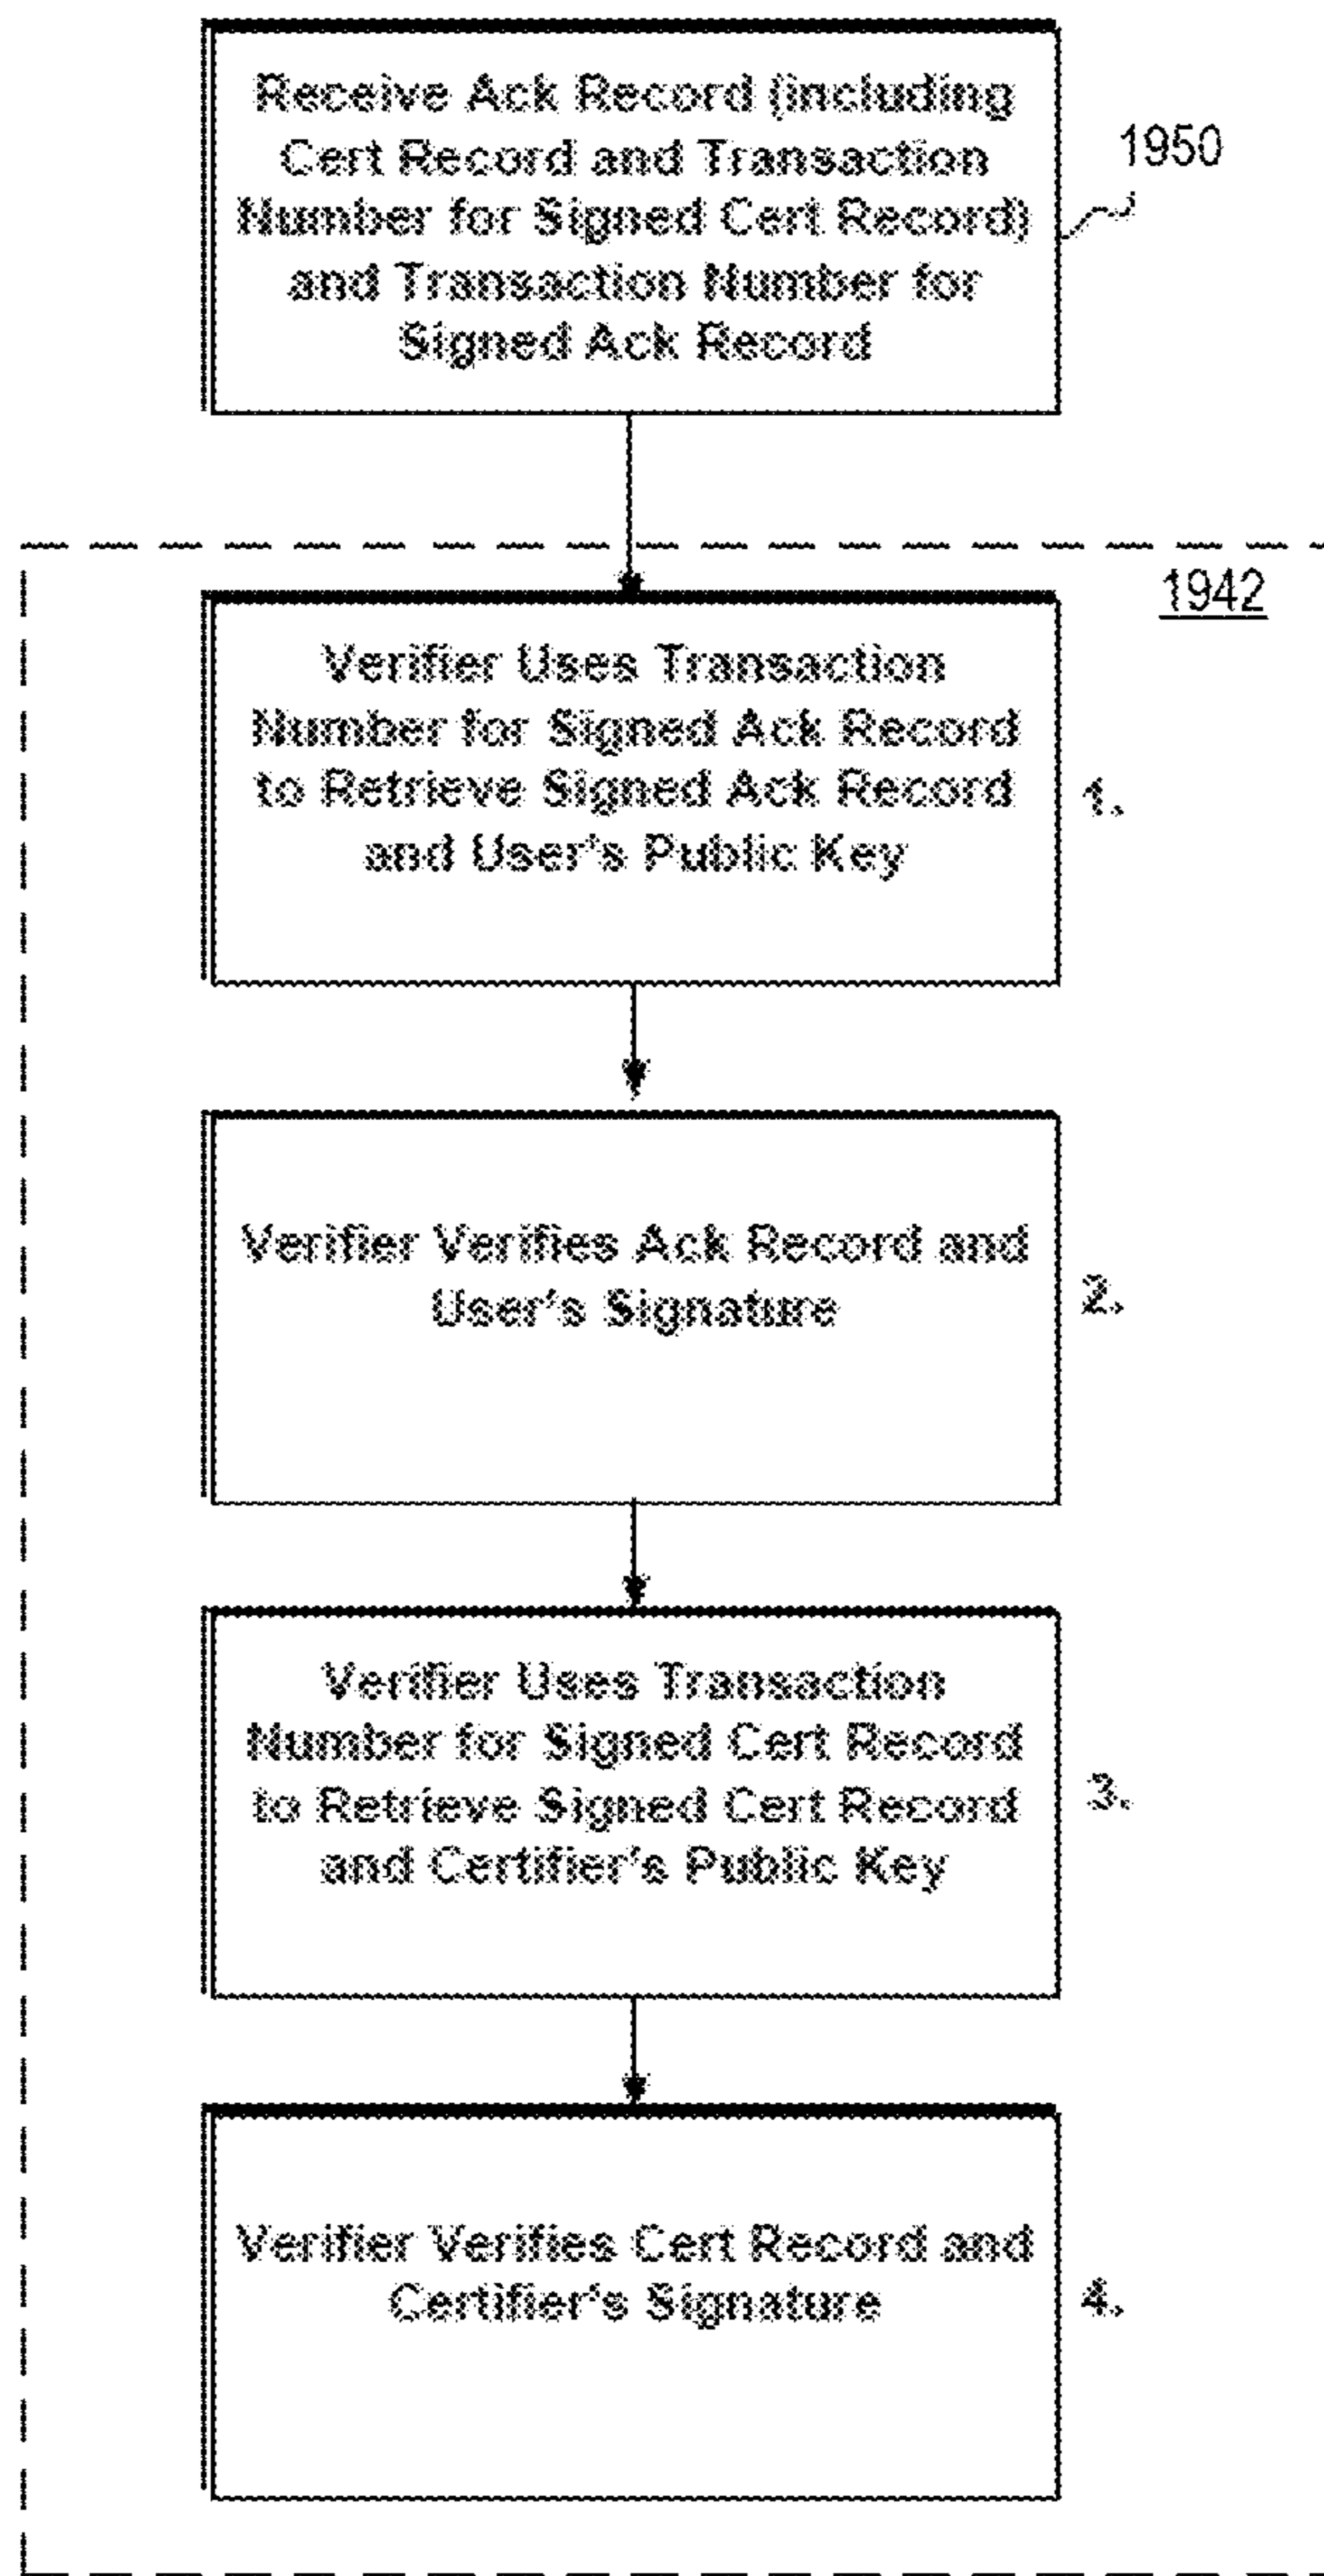 Receive Ack Record (including
Cert Record and Transaction
Number for Signed Cert Record)
and Transaction Number for
Signed Ack Record
1950
1942
Verifier Uses Transaction
Number for Signed Ack Record
to Retrieve Signed Ack Record
and User's Public Key
1.
Verifier Verifies Ack Record and
User's Signature
2.
Verifier Uses Transaction
Number for Signed Cert Record
to Retrieve Signed Cert Record
and Certifier's Public Key
3.
Verifier Verifies Cert Record and
Certifier's Signature
4.